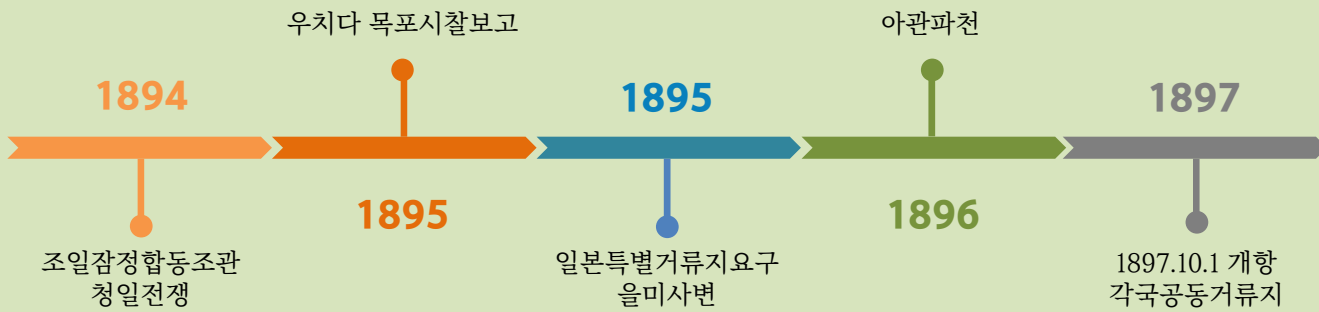 우치다 목포시찰보고
아관파천
1894
1895
1897
1895
1896
조일잠정합동조관
청일전쟁
일본특별거류지요구
을미사변
1897.10.1 개항
각국공동거류지